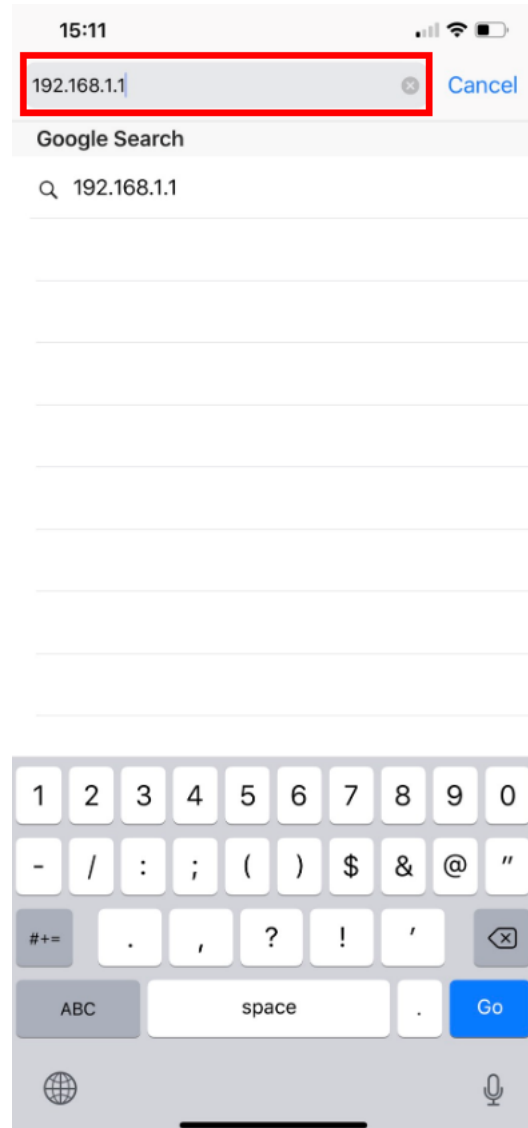 15:11
192.168.1.1 Cancel
Google Search
192.168.1.1
1 2 3 4 5 6 7 8 9 0
- / : ; ( ) $ & @ "
#+= . , ? ! '
ABC space . Go